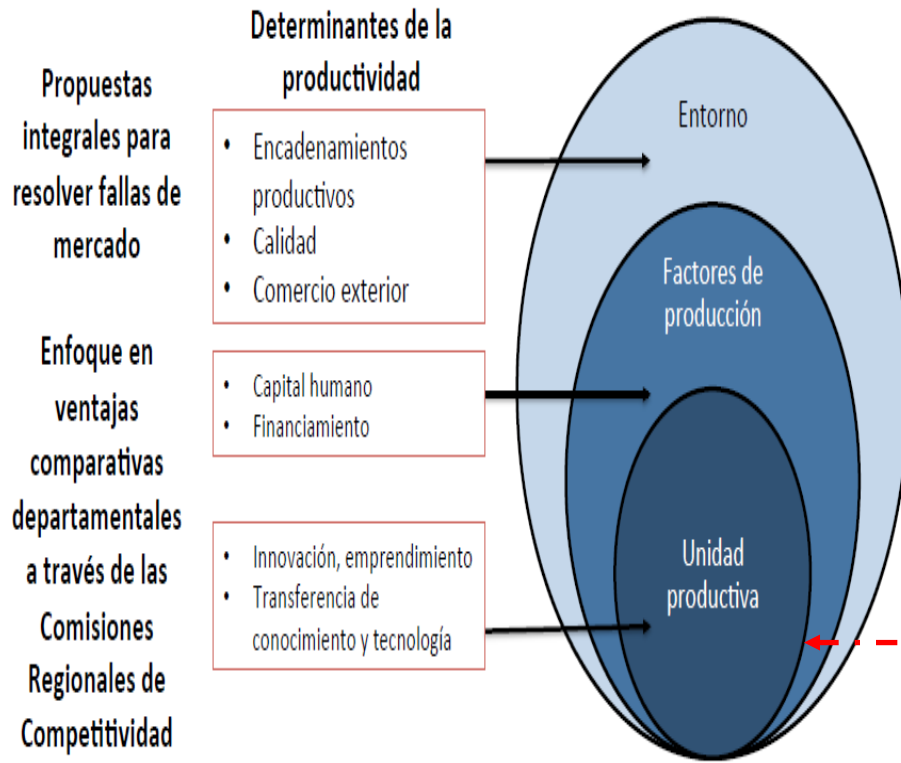 Propuestas
integrales para
resolver fallas de
mercado
Enfoque en
ventajas
comparativas
departamentales
a través de las
Comisiones
Regionales de
Competitividad
Determinantes de la
productividad
• Encadenamientos
productivos
• Calidad
• Comercio exterior
• Capital humano
• Financiamiento
• Innovación, emprendimiento
• Transferencia de
conocimiento y tecnología
Entorno
Factores de
producción
Unidad
productiva